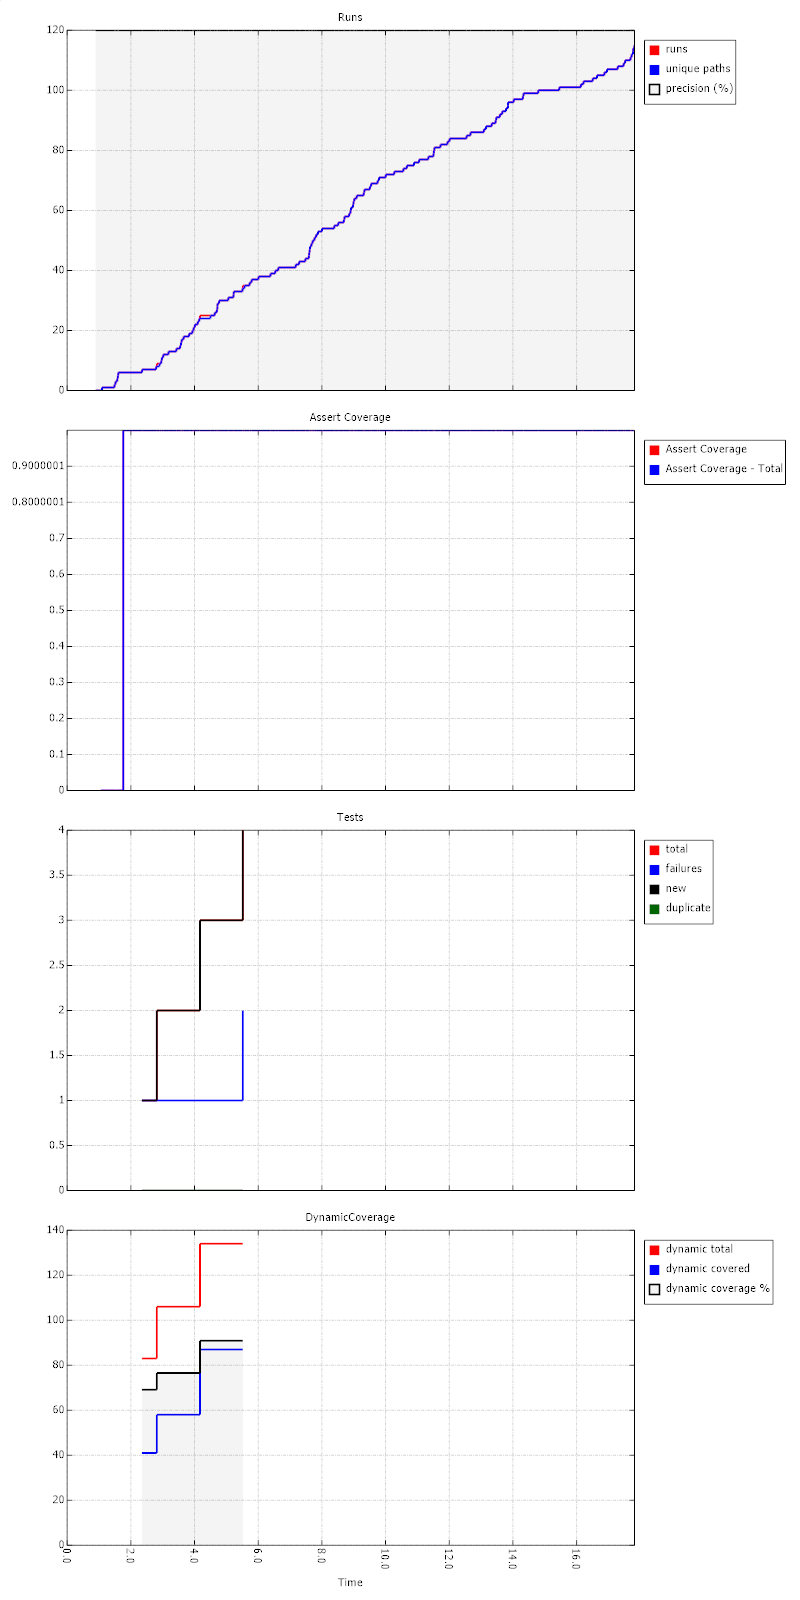 Runs
120
100
80
60
40
20
0
runs
unique paths
precision (%)
Assert Coverage
0.9000001
0.8000001
0.7
0.6
0.5
0.4
0.3
0.2
0.1
0
Assert Coverage
Assert Coverage - Total
Tests
4
3.5
3
2.5
2
1.5
1
0.5
0
total
failures
new
duplicate
DynamicCoverage
140
120
100
80
60
40
20
0
dynamic total
dynamic covered
dynamic coverage %
0.0 2.0 4.0 6.0 8.0 10.0 12.0 14.0 16.0
Time